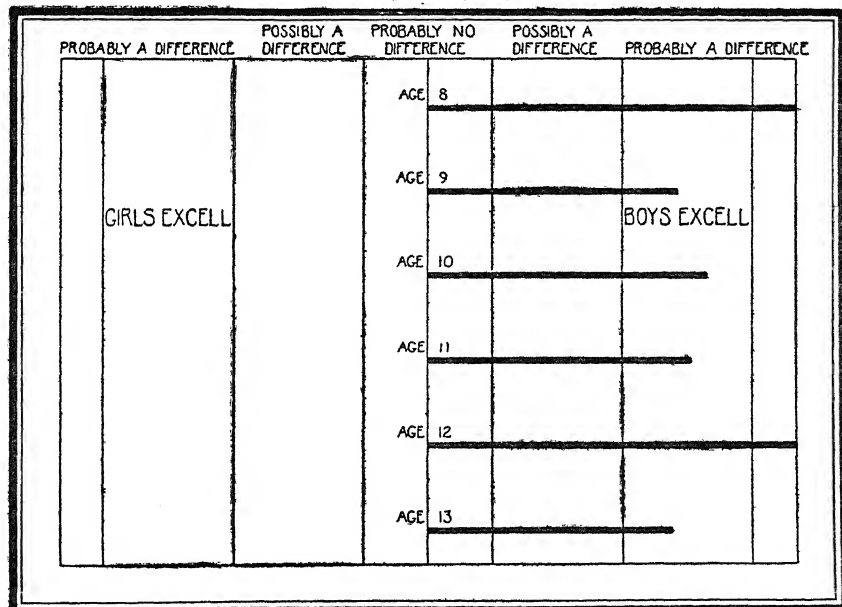 PROBABLY A DIFFERENCE
POSSIBLY A
DIFFERENCE
PROBABLY NO
DIFFERENCE
POSSIBLY A
DIFFERENCE
PROBABLY A DIFFERENCE
AGE 8
AGE 9
GIRLS EXCELL
BOYS EXCELL
AGE 10
AGE 11
AGE 12
AGE 13